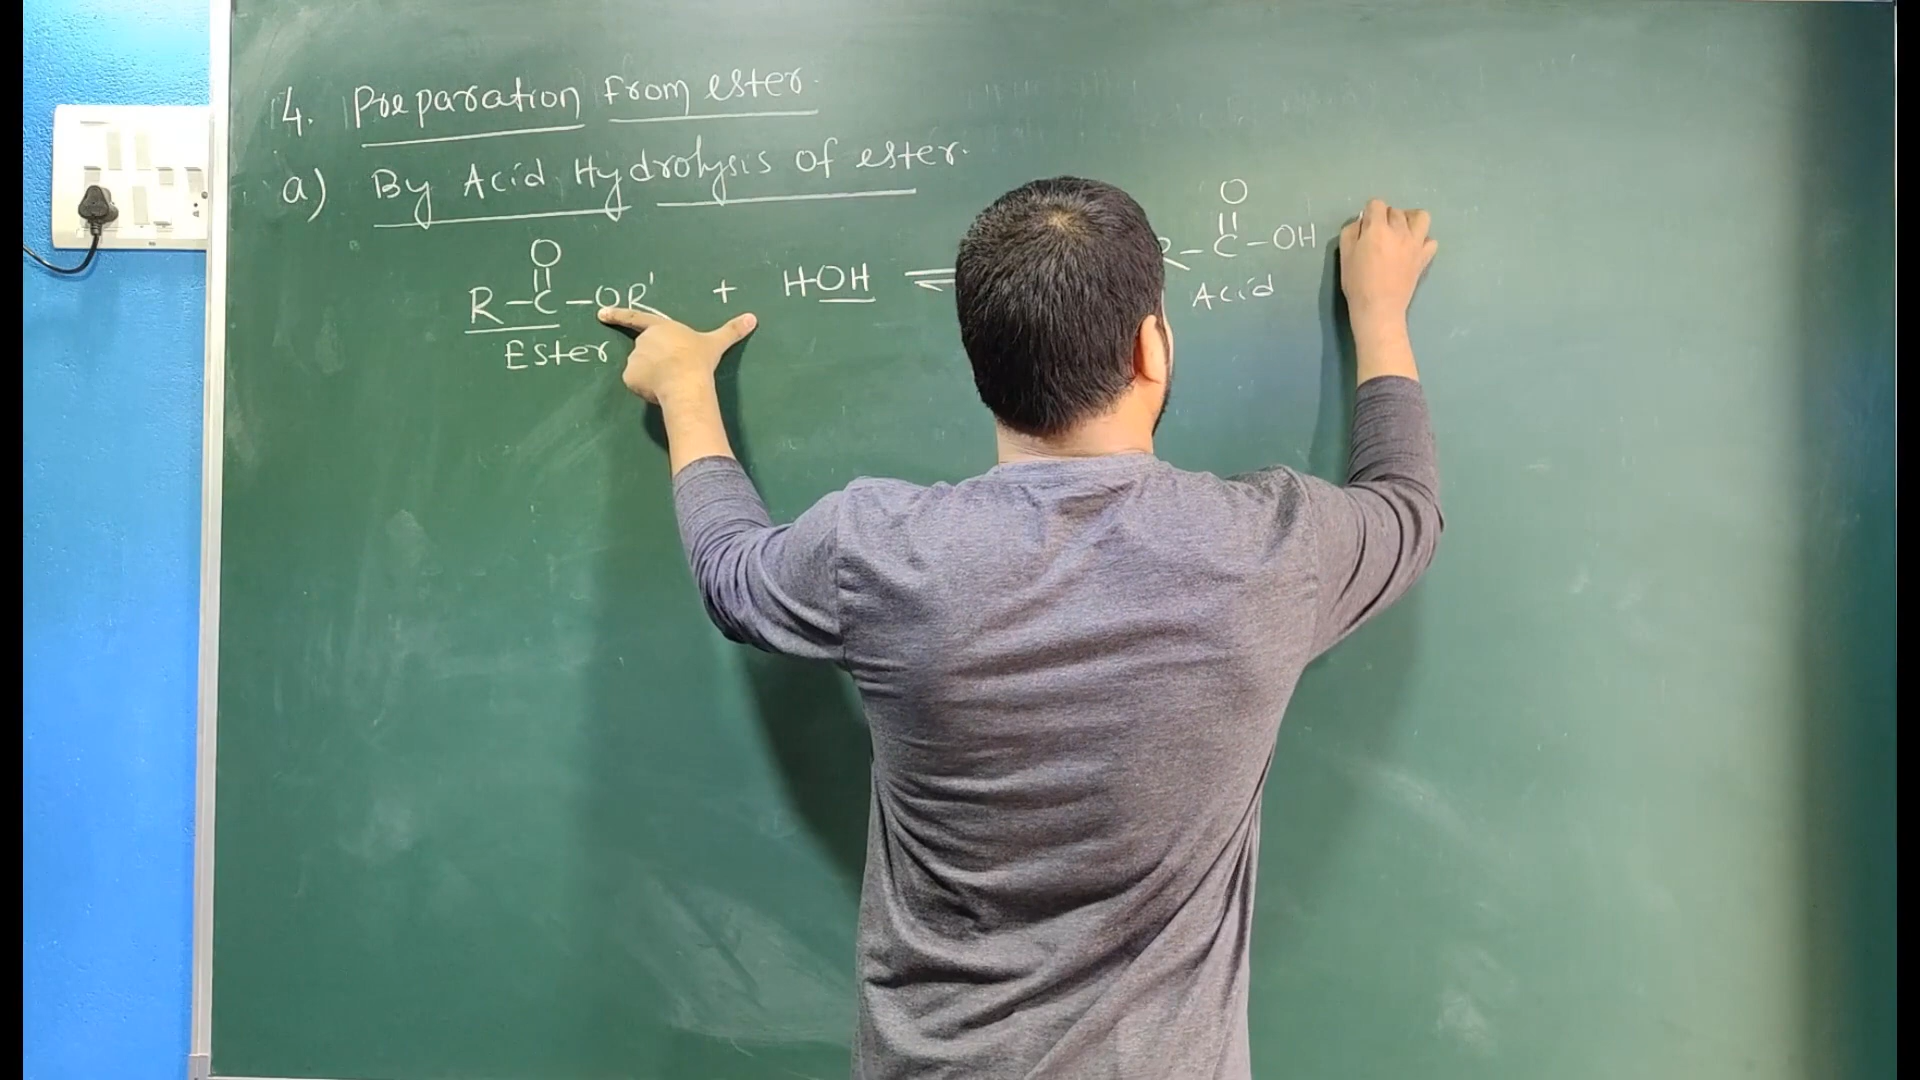 4. Preparation from ester.
a) By Acid Hydrolysis of ester.
O
||
R-C-OR' + HOH ⇌
Ester
O
||
R-C-OH
Acid